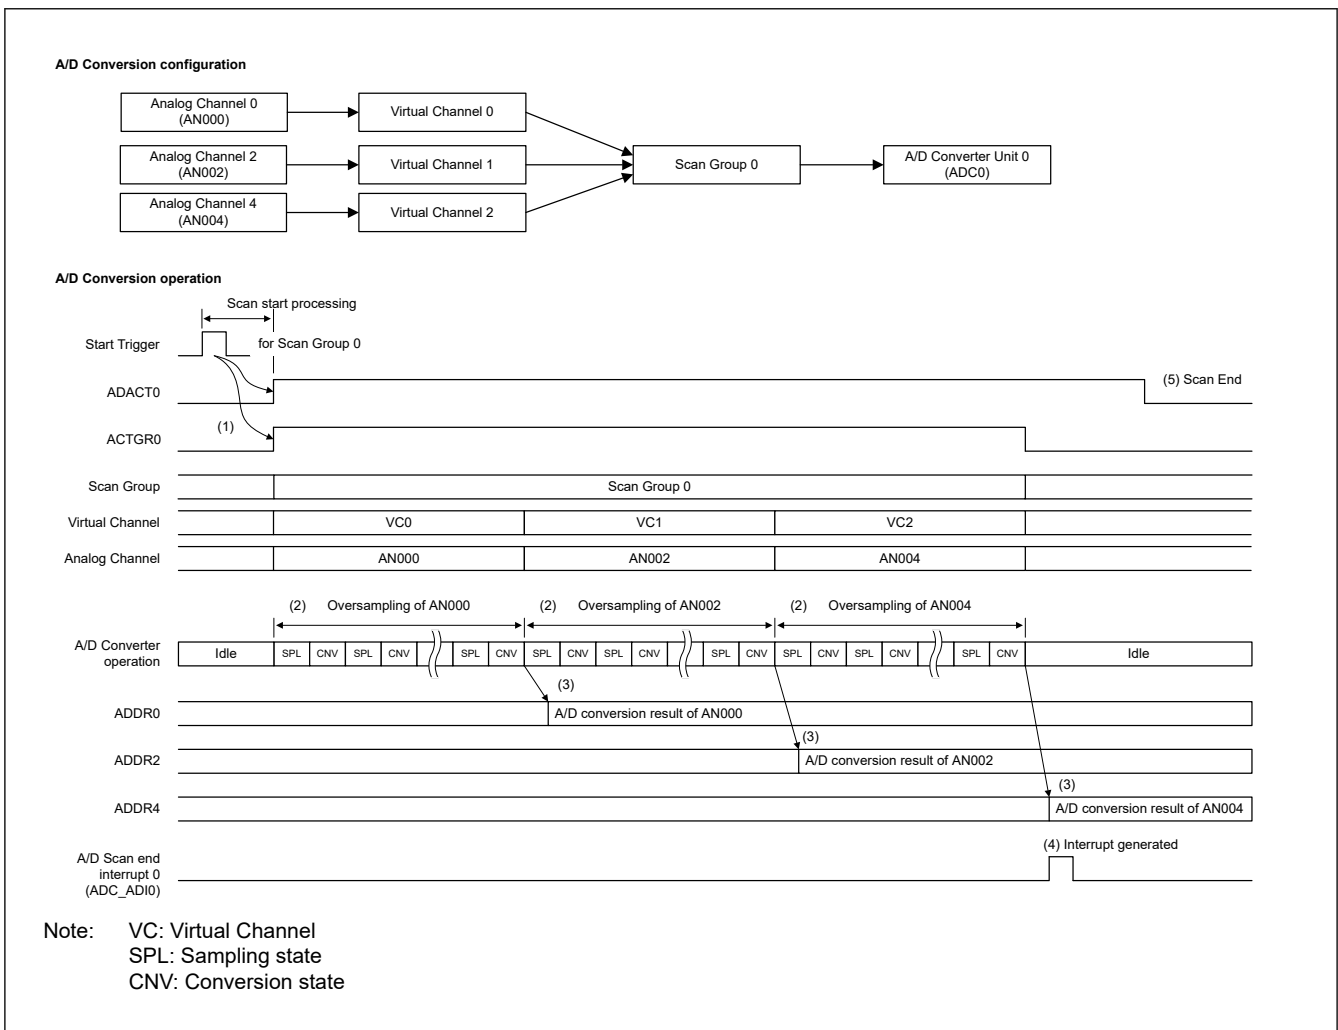 A/D Conversion configuration
Analog Channel 0
(AN000)
Virtual Channel 0
Analog Channel 2
(AN002)
Virtual Channel 1
Scan Group 0
A/D Converter Unit 0
(ADC0)
Analog Channel 4
(AN004)
Virtual Channel 2
A/D Conversion operation
Scan start processing
Start Trigger
for Scan Group 0
ADACT0
(5) Scan End
(1)
ACTGR0
Scan Group
Scan Group 0
Virtual Channel
VC0
VC1
VC2
Analog Channel
AN000
AN002
AN004
(2) Oversampling of AN000
(2) Oversampling of AN002
(2) Oversampling of AN004
A/D Converter
operation
Idle
SPL CNV SPL CNV SPL CNV
SPL CNV SPL CNV SPL CNV
SPL CNV SPL CNV SPL CNV
Idle
(3)
ADDR0
A/D conversion result of AN000
(3)
ADDR2
A/D conversion result of AN002
(3)
ADDR4
A/D conversion result of AN004
(4) Interrupt generated
A/D Scan end
interrupt 0
(ADC_ADI0)
Note: VC: Virtual Channel
SPL: Sampling state
CNV: Conversion state